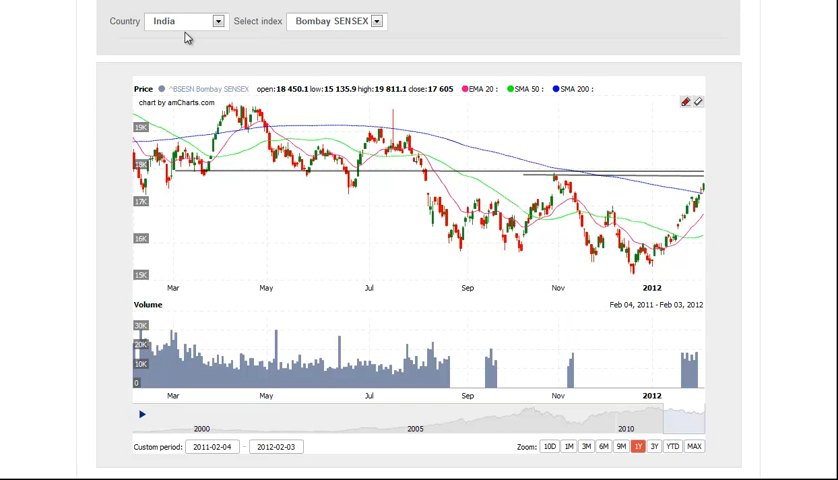 Country India Select index Bombay SENSEX
Price ^BSESN Bombay SENSEX open:18 450.1 low:15 135.9 high:19 811.1 close:17 605 EMA 20 : SMA 50 : SMA 200 :
chart by amCharts.com
19K
18K
17K
16K
15K
Mar May Jul Sep Nov 2012
Volume Feb 04, 2011 - Feb 03, 2012
30K
20K
10K
0
Mar May Jul Sep Nov 2012
2000 2005 2010
Custom period: 2011-02-04 - 2012-02-03 Zoom: 10D 1M 3M 6M 9M 1Y 3Y YTD MAX